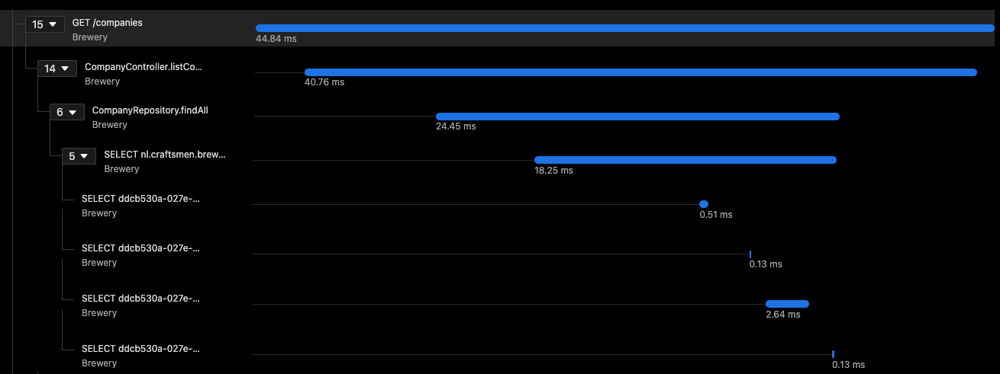 15 GET /companies
Brewery
44.84 ms
14 CompanyController.listCo...
Brewery
40.76 ms
6 CompanyRepository.findAll
Brewery
24.45 ms
5 SELECT nl.craftsmen.brew...
Brewery
18.25 ms
SELECT ddcb530a-027e-...
Brewery
0.51 ms
SELECT ddcb530a-027e-...
Brewery
0.13 ms
SELECT ddcb530a-027e-...
Brewery
2.64 ms
SELECT ddcb530a-027e-...
Brewery
0.13 ms